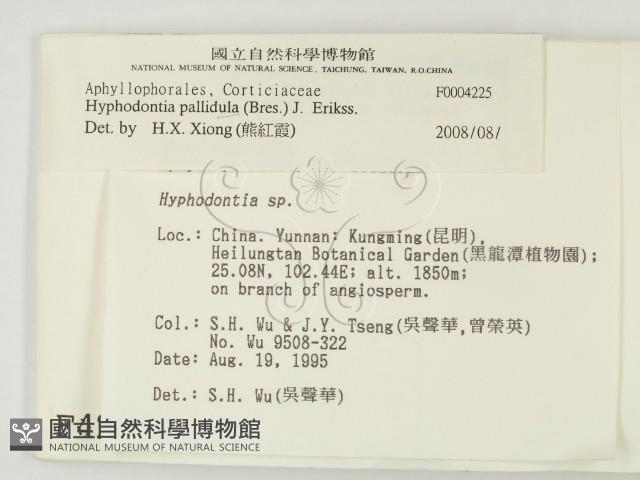 國立自然科學博物館
NATIONAL MUSEUM OF NATURAL SCIENCE, TAICHUNG, TAIWAN, R.O.CHINA
Aphyllophorales, Corticiaceae F0004225
Hyphodontia pallidula (Bres.) J. Erikss.
Det. by H.X. Xiong (熊紅霞) 2008/08/
Hyphodontia sp.
Loc.: China. Yunnan: Kungming(昆明),
Heilungtan Botanical Garden(黑龍潭植物園);
25.08N, 102.44E; alt. 1850m;
on branch of angiosperm.
Col.: S.H. Wu & J.Y. Tseng(吳聲華,曾榮英)
No. Wu 9508-322
Date: Aug. 19, 1995
Det.: S.H. Wu(吳聲華)
國立自然科學博物館
NATIONAL MUSEUM OF NATURAL SCIENCE